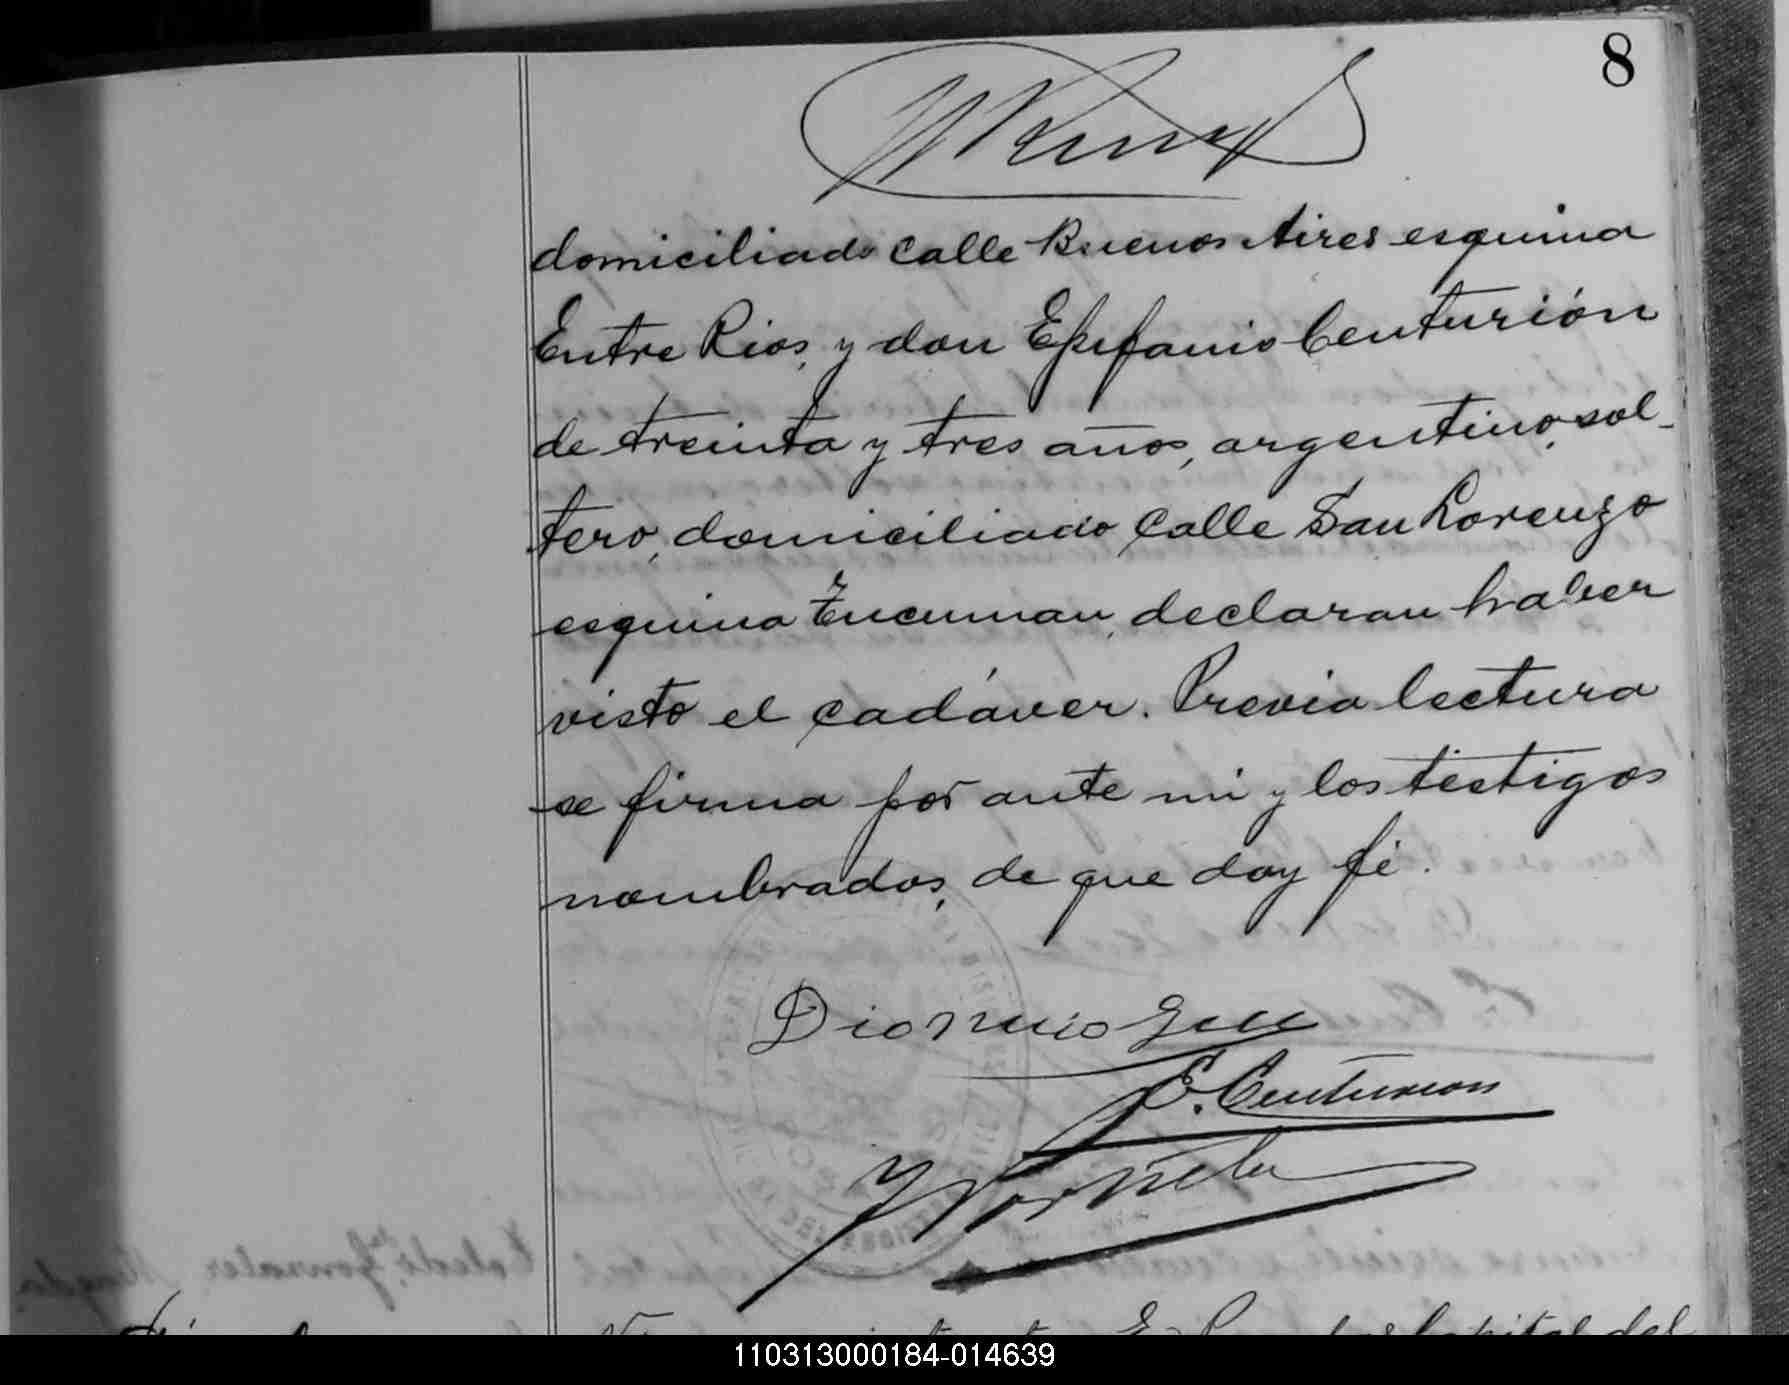 8
domiciliado calle Buenos Aires esquina
Entre Rios, y don Epifanio Centurión
de treinta y tres años, argentino, sol-
tero, domiciliado calle San Lorenzo
esquina Tucuman, declaran haber
visto el cadáver. Previa lectura
se firma por ante mi y los testigos
nombrados, de que doy fé.
Dionicio
E. Centurion
110313000184-014639